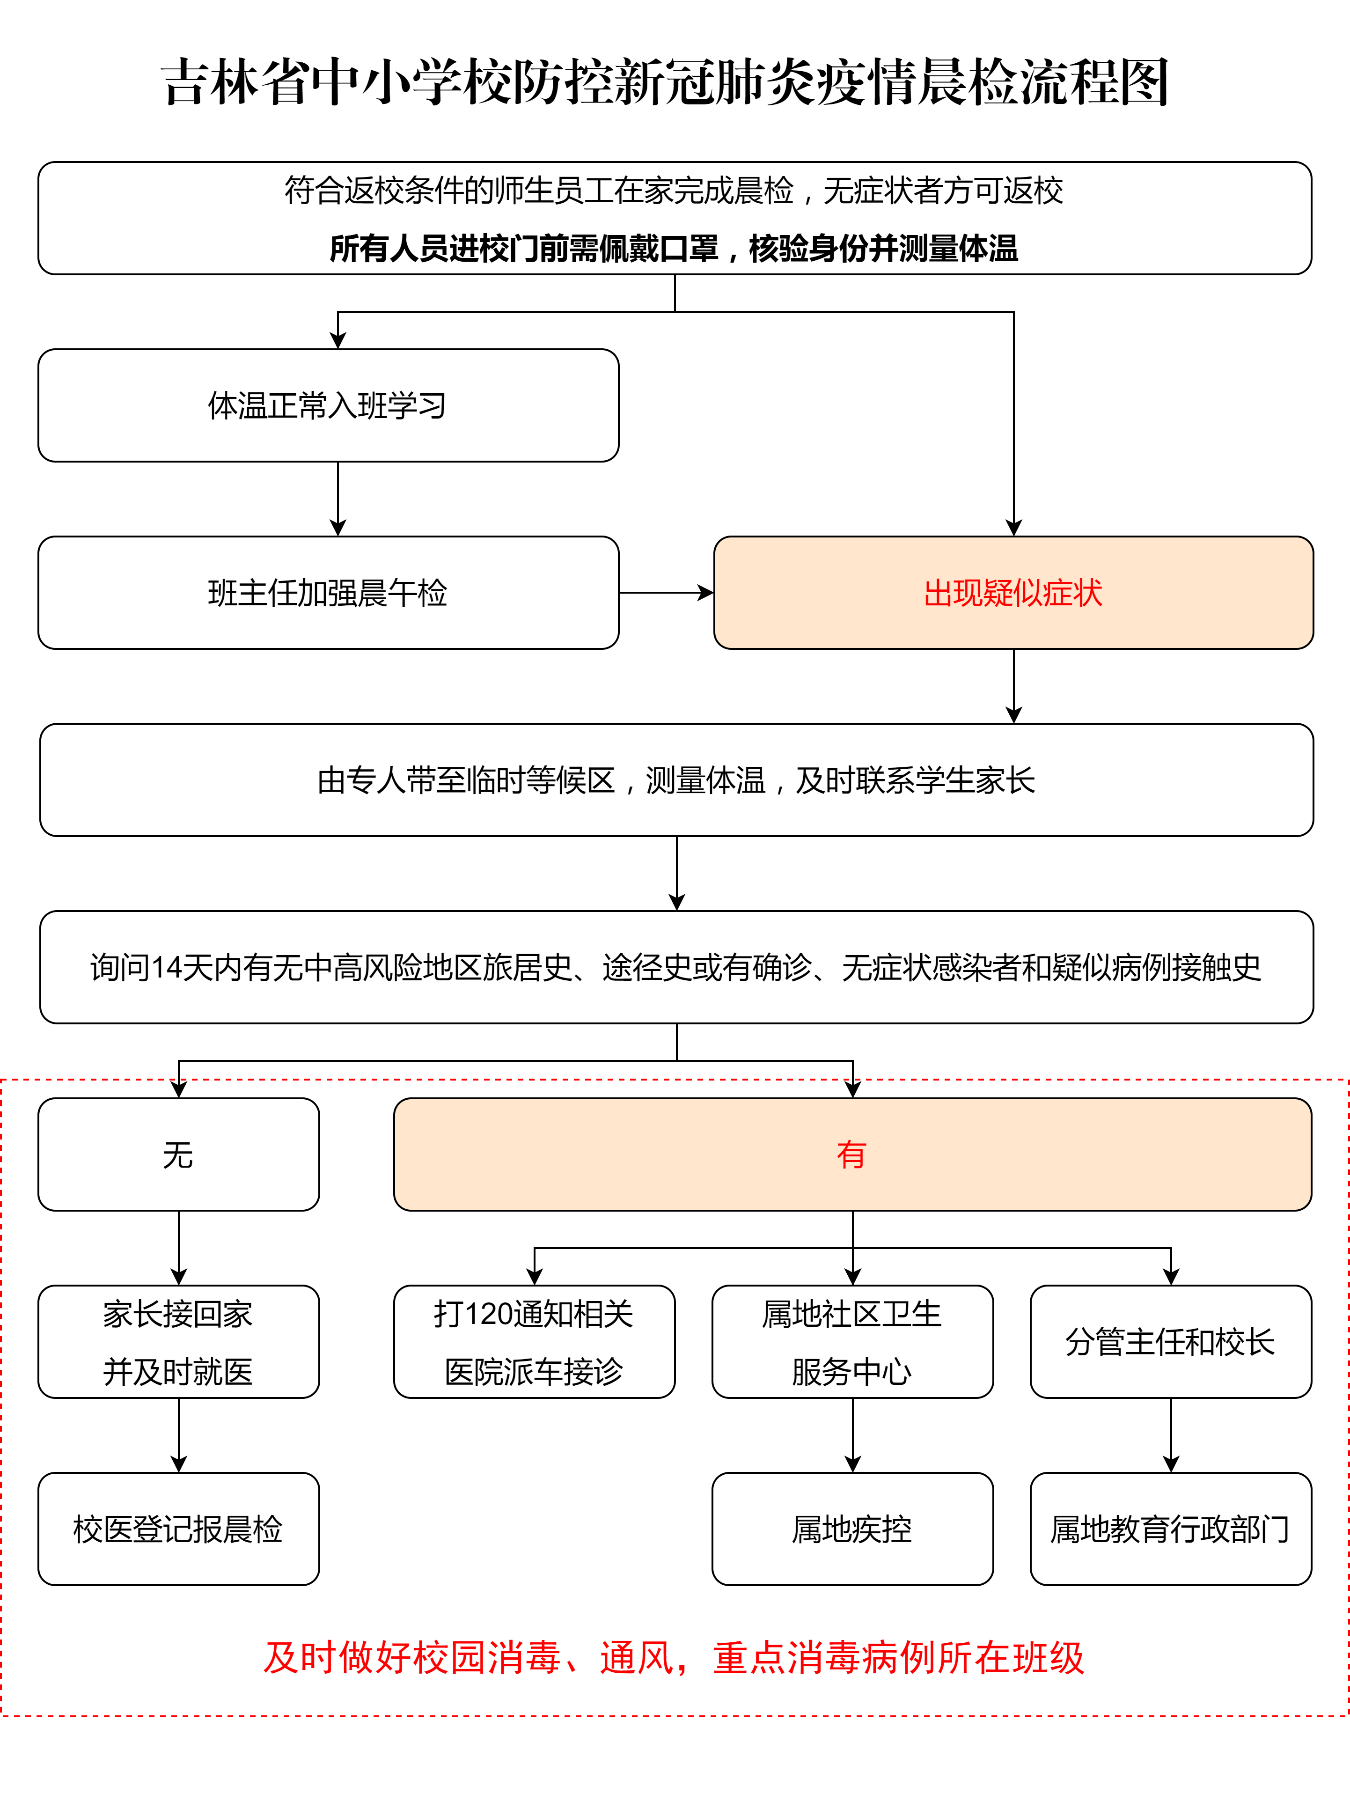 吉林省中小学校防控新冠肺炎疫情晨检流程图
符合返校条件的师生员工在家完成晨检，无症状者方可返校
所有人员进校门前需佩戴口罩，核验身份并测量体温
体温正常入班学习
班主任加强晨午检
出现疑似症状
由专人带至临时等候区，测量体温，及时联系学生家长
询问14天内有无中高风险地区旅居史、途径史或有确诊、无症状感染者和疑似病例接触史
无
有
家长接回家
并及时就医
打120通知相关
医院派车接诊
属地社区卫生
服务中心
分管主任和校长
校医登记报晨检
属地疾控
属地教育行政部门
及时做好校园消毒、通风，重点消毒病例所在班级